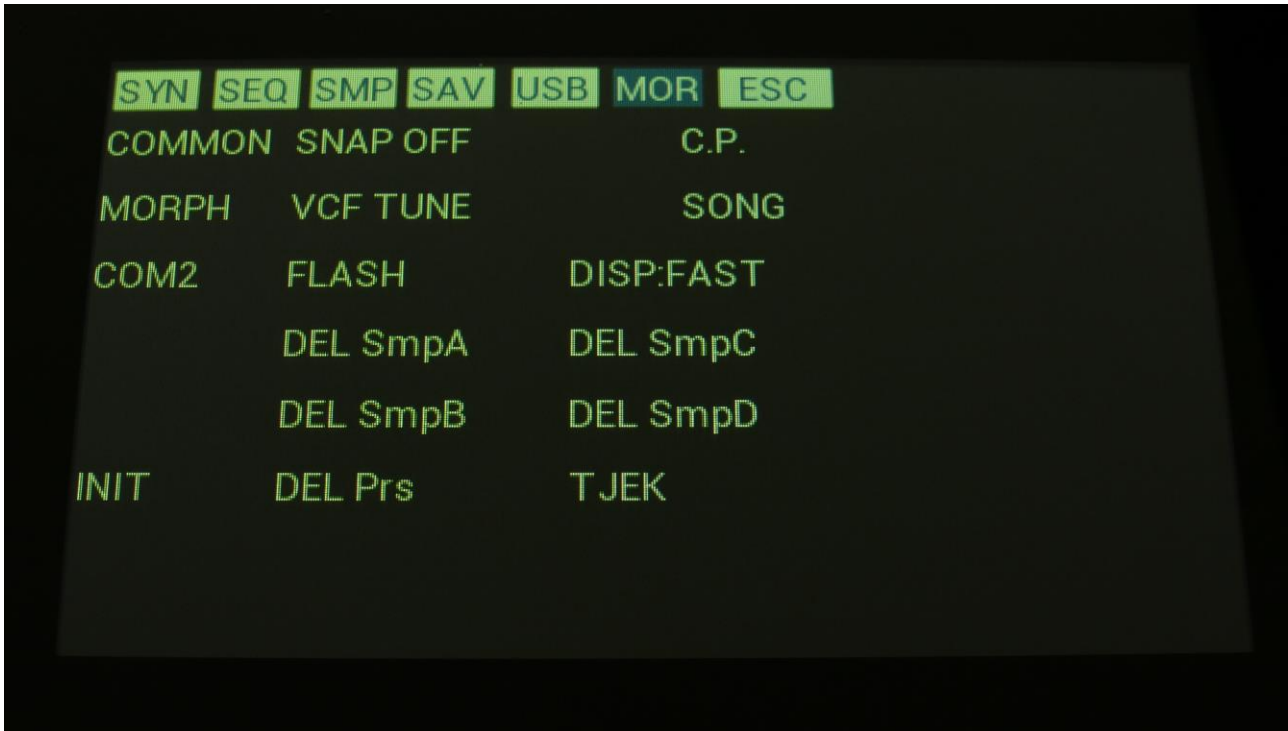 SYN SEQ SMP SAV USB MOR ESC
COMMON SNAP OFF C.P.
MORPH VCF TUNE SONG
COM2 FLASH DISP:FAST
DEL SmpA DEL SmpC
DEL SmpB DEL SmpD
INIT DEL Prs TJEK